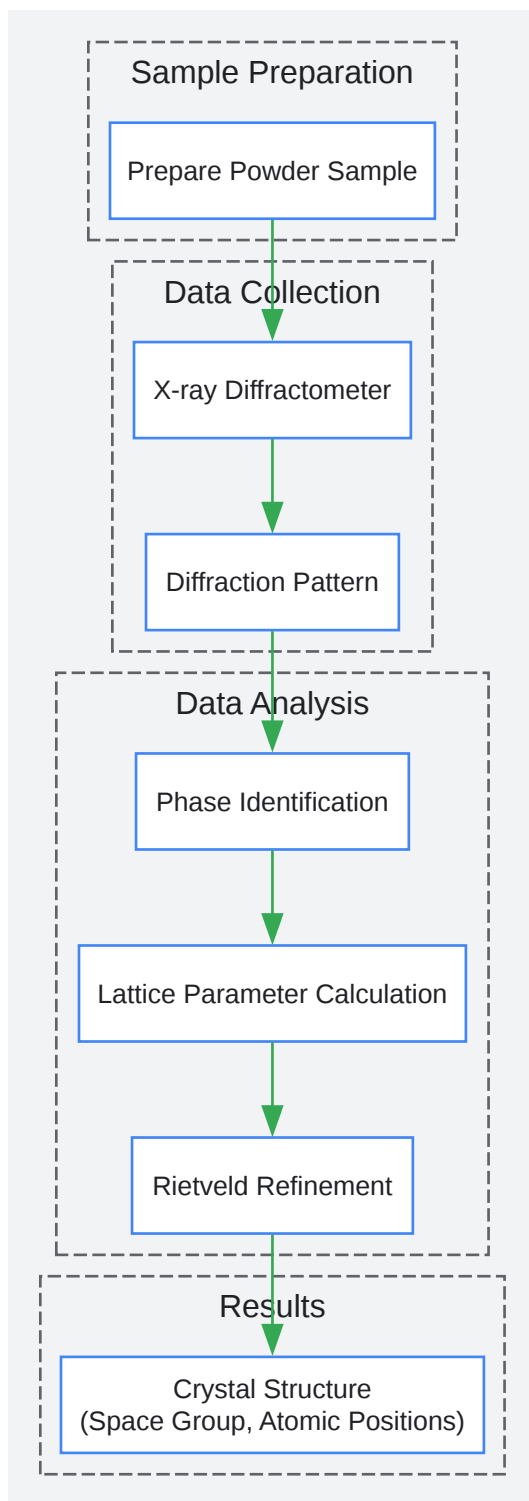 Sample Preparation
Prepare Powder Sample
Data Collection
X-ray Diffractometer
Diffraction Pattern
Data Analysis
Phase Identification
Lattice Parameter Calculation
Rietveld Refinement
Results
Crystal Structure
(Space Group, Atomic Positions)